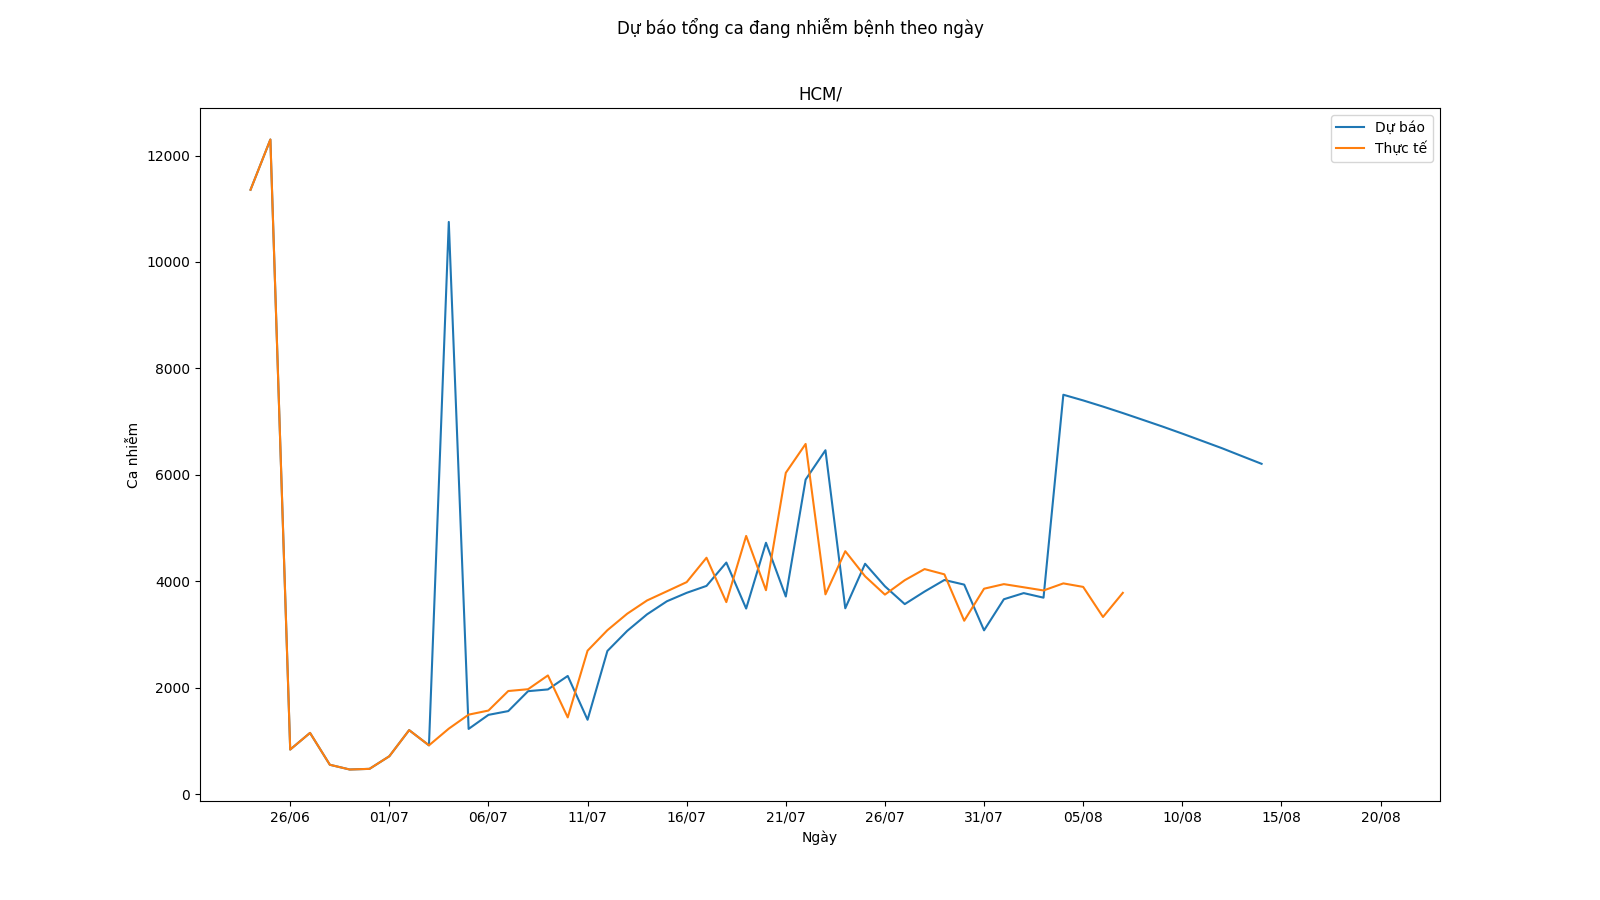 Dự báo tổng ca đang nhiễm bệnh theo ngày
HCM/
Dự báo
Thực tế
12000
10000
8000
6000
4000
2000
0
Ca nhiễm
26/06 01/07 06/07 11/07 16/07 21/07 26/07 31/07 05/08 10/08 15/08 20/08
Ngày